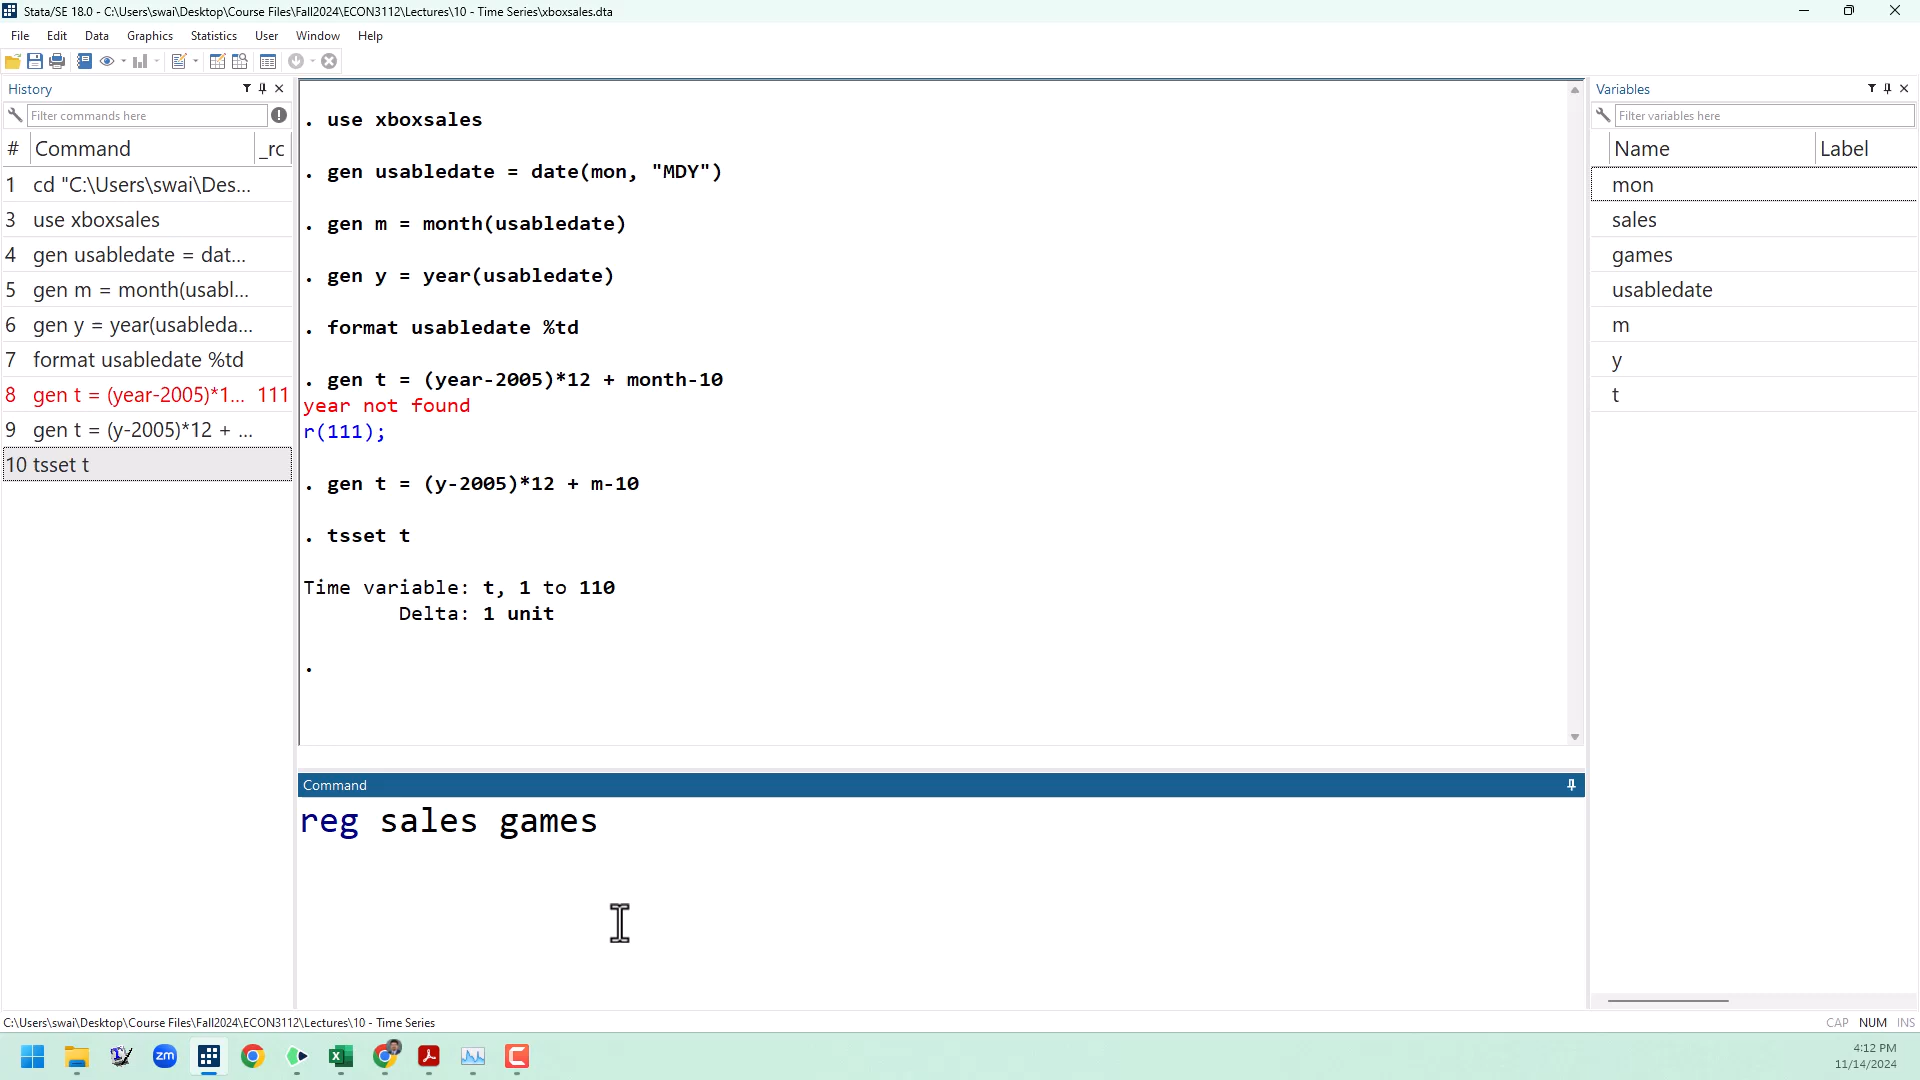 Stata/SE 18.0 - C:\Users\swai\Desktop\Course Files\Fall2024\ECON3112\Lectures\10 - Time Series\xboxsales.dta
File Edit Data Graphics Statistics User Window Help
History
Filter commands here
# Command _rc
1 cd "C:\Users\swai\Des...
3 use xboxsales
4 gen usabledate = dat...
5 gen m = month(usabl...
6 gen y = year(usableda...
7 format usabledate %td
8 gen t = (year-2005)*1... 111
9 gen t = (y-2005)*12 + ...
10 tsset t
. use xboxsales
. gen usabledate = date(mon, "MDY")
. gen m = month(usabledate)
. gen y = year(usabledate)
. format usabledate %td
. gen t = (year-2005)*12 + month-10
year not found
r(111);
. gen t = (y-2005)*12 + m-10
. tsset t
Time variable: t, 1 to 110
Delta: 1 unit
.
Command
reg sales games
Variables
Filter variables here
Name Label
mon
sales
games
usabledate
m
y
t
C:\Users\swai\Desktop\Course Files\Fall2024\ECON3112\Lectures\10 - Time Series
CAP NUM INS
zm
4:12 PM
11/14/2024